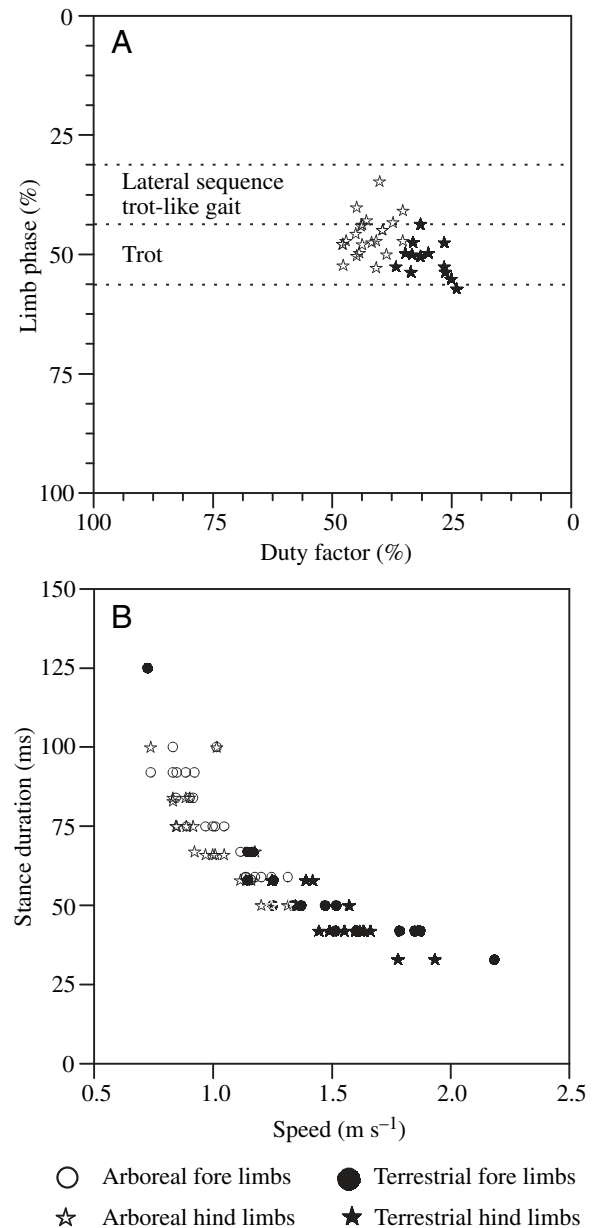 A
0
25
50
75
100
Limb phase (%)
Lateral sequence
trot-like gait
Trot
100
75
50
25
0
Duty factor (%)
B
150
125
100
75
50
25
0
Stance duration (ms)
0.5
1.0
1.5
2.0
2.5
Speed (m s⁻¹)
Arboreal fore limbs
Terrestrial fore limbs
Arboreal hind limbs
Terrestrial hind limbs